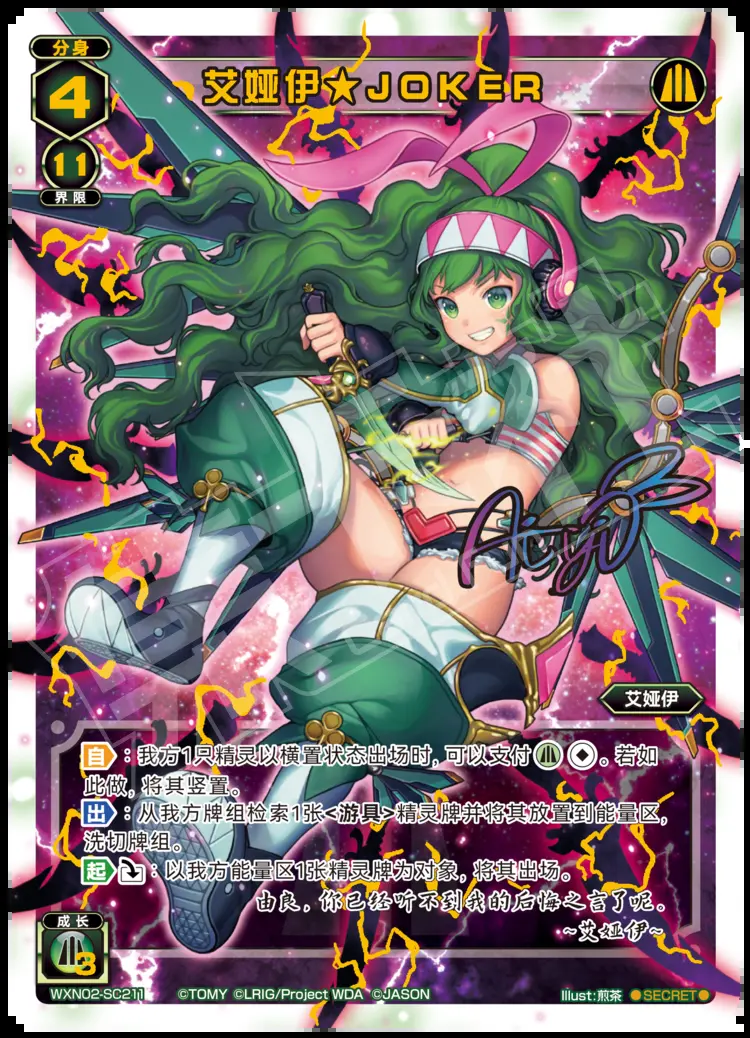 分身
4
艾娅伊★JOKER
11
界限
Aiyi
艾娅伊
自：我方1只精灵以横置状态出场时，可以支付 。若如
此做，将其竖置。
出：从我方牌组检索1张<游具>精灵牌并将其放置到能量区，
洗切牌组。
起 ：以我方能量区1张精灵牌为对象，将其出场。
由良，你已经听不到我的后悔之言了呢。
~艾娅伊~
成长
3
WXN02-SC211 ©TOMY ©LRIG/Project WDA ©JASON Illust:煎茶 SECRET